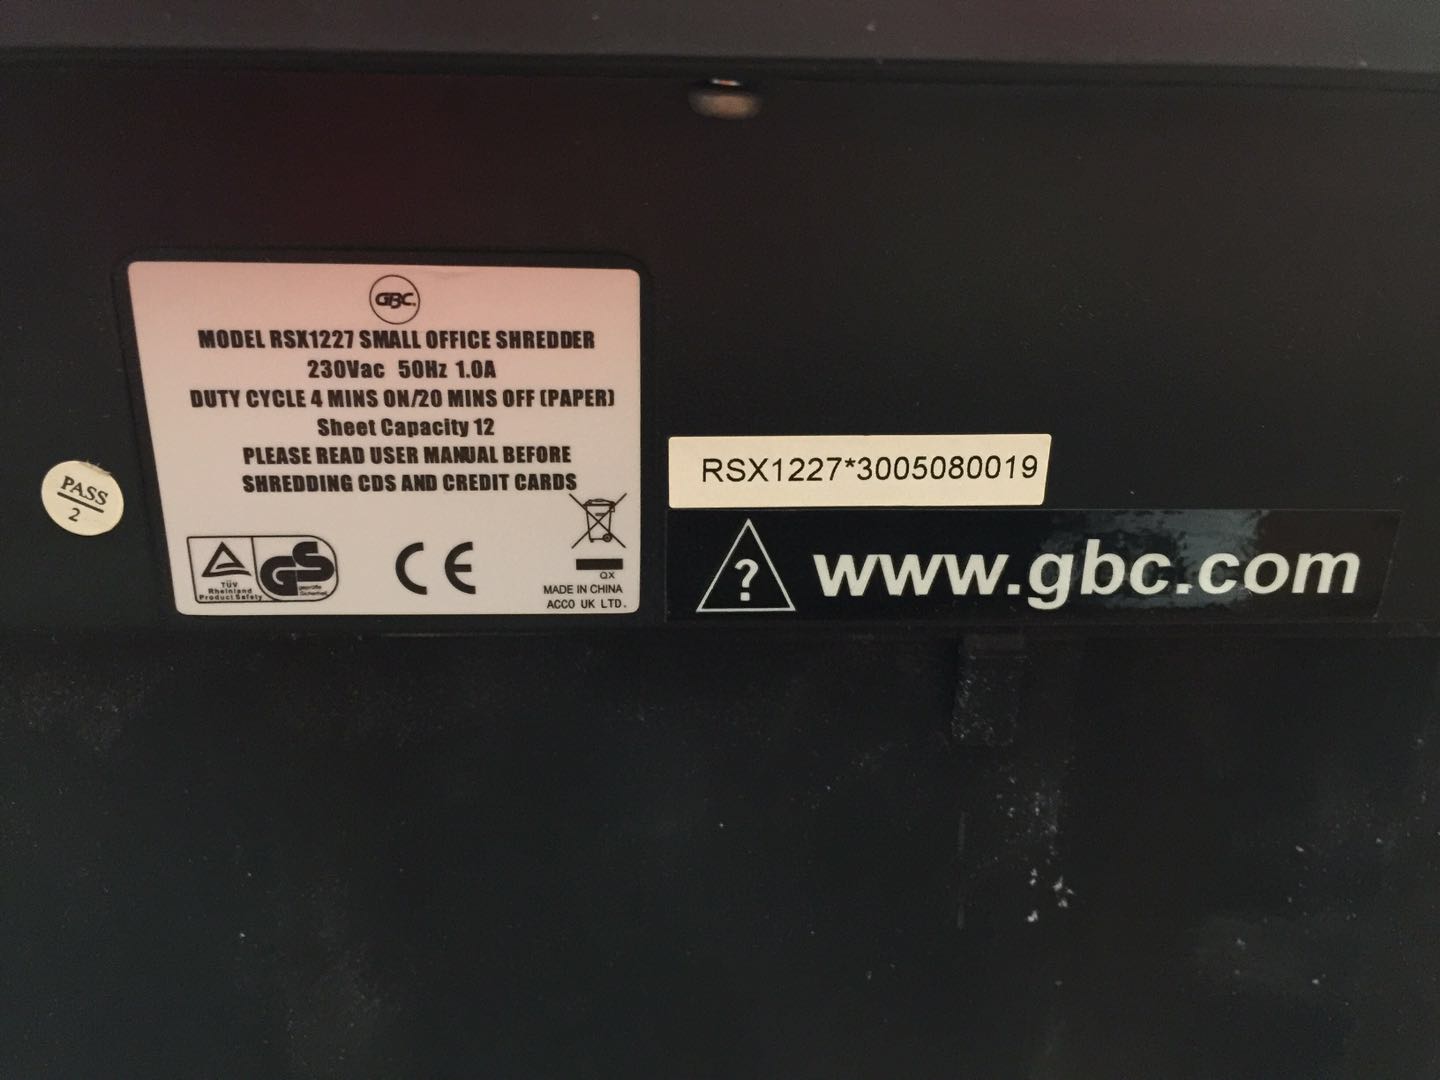 GBC.
MODEL RSX1227 SMALL OFFICE SHREDDER
230Vac 50Hz 1.0A
DUTY CYCLE 4 MINS ON/20 MINS OFF (PAPER)
Sheet Capacity 12
PLEASE READ USER MANUAL BEFORE
SHREDDING CDS AND CREDIT CARDS
TÜV
Rheinland
Product Safety
GS
geprüfte
Sicherheit
CE
QX
MADE IN CHINA
ACCO UK LTD.
PASS
2
RSX1227*3005080019
?
www.gbc.com